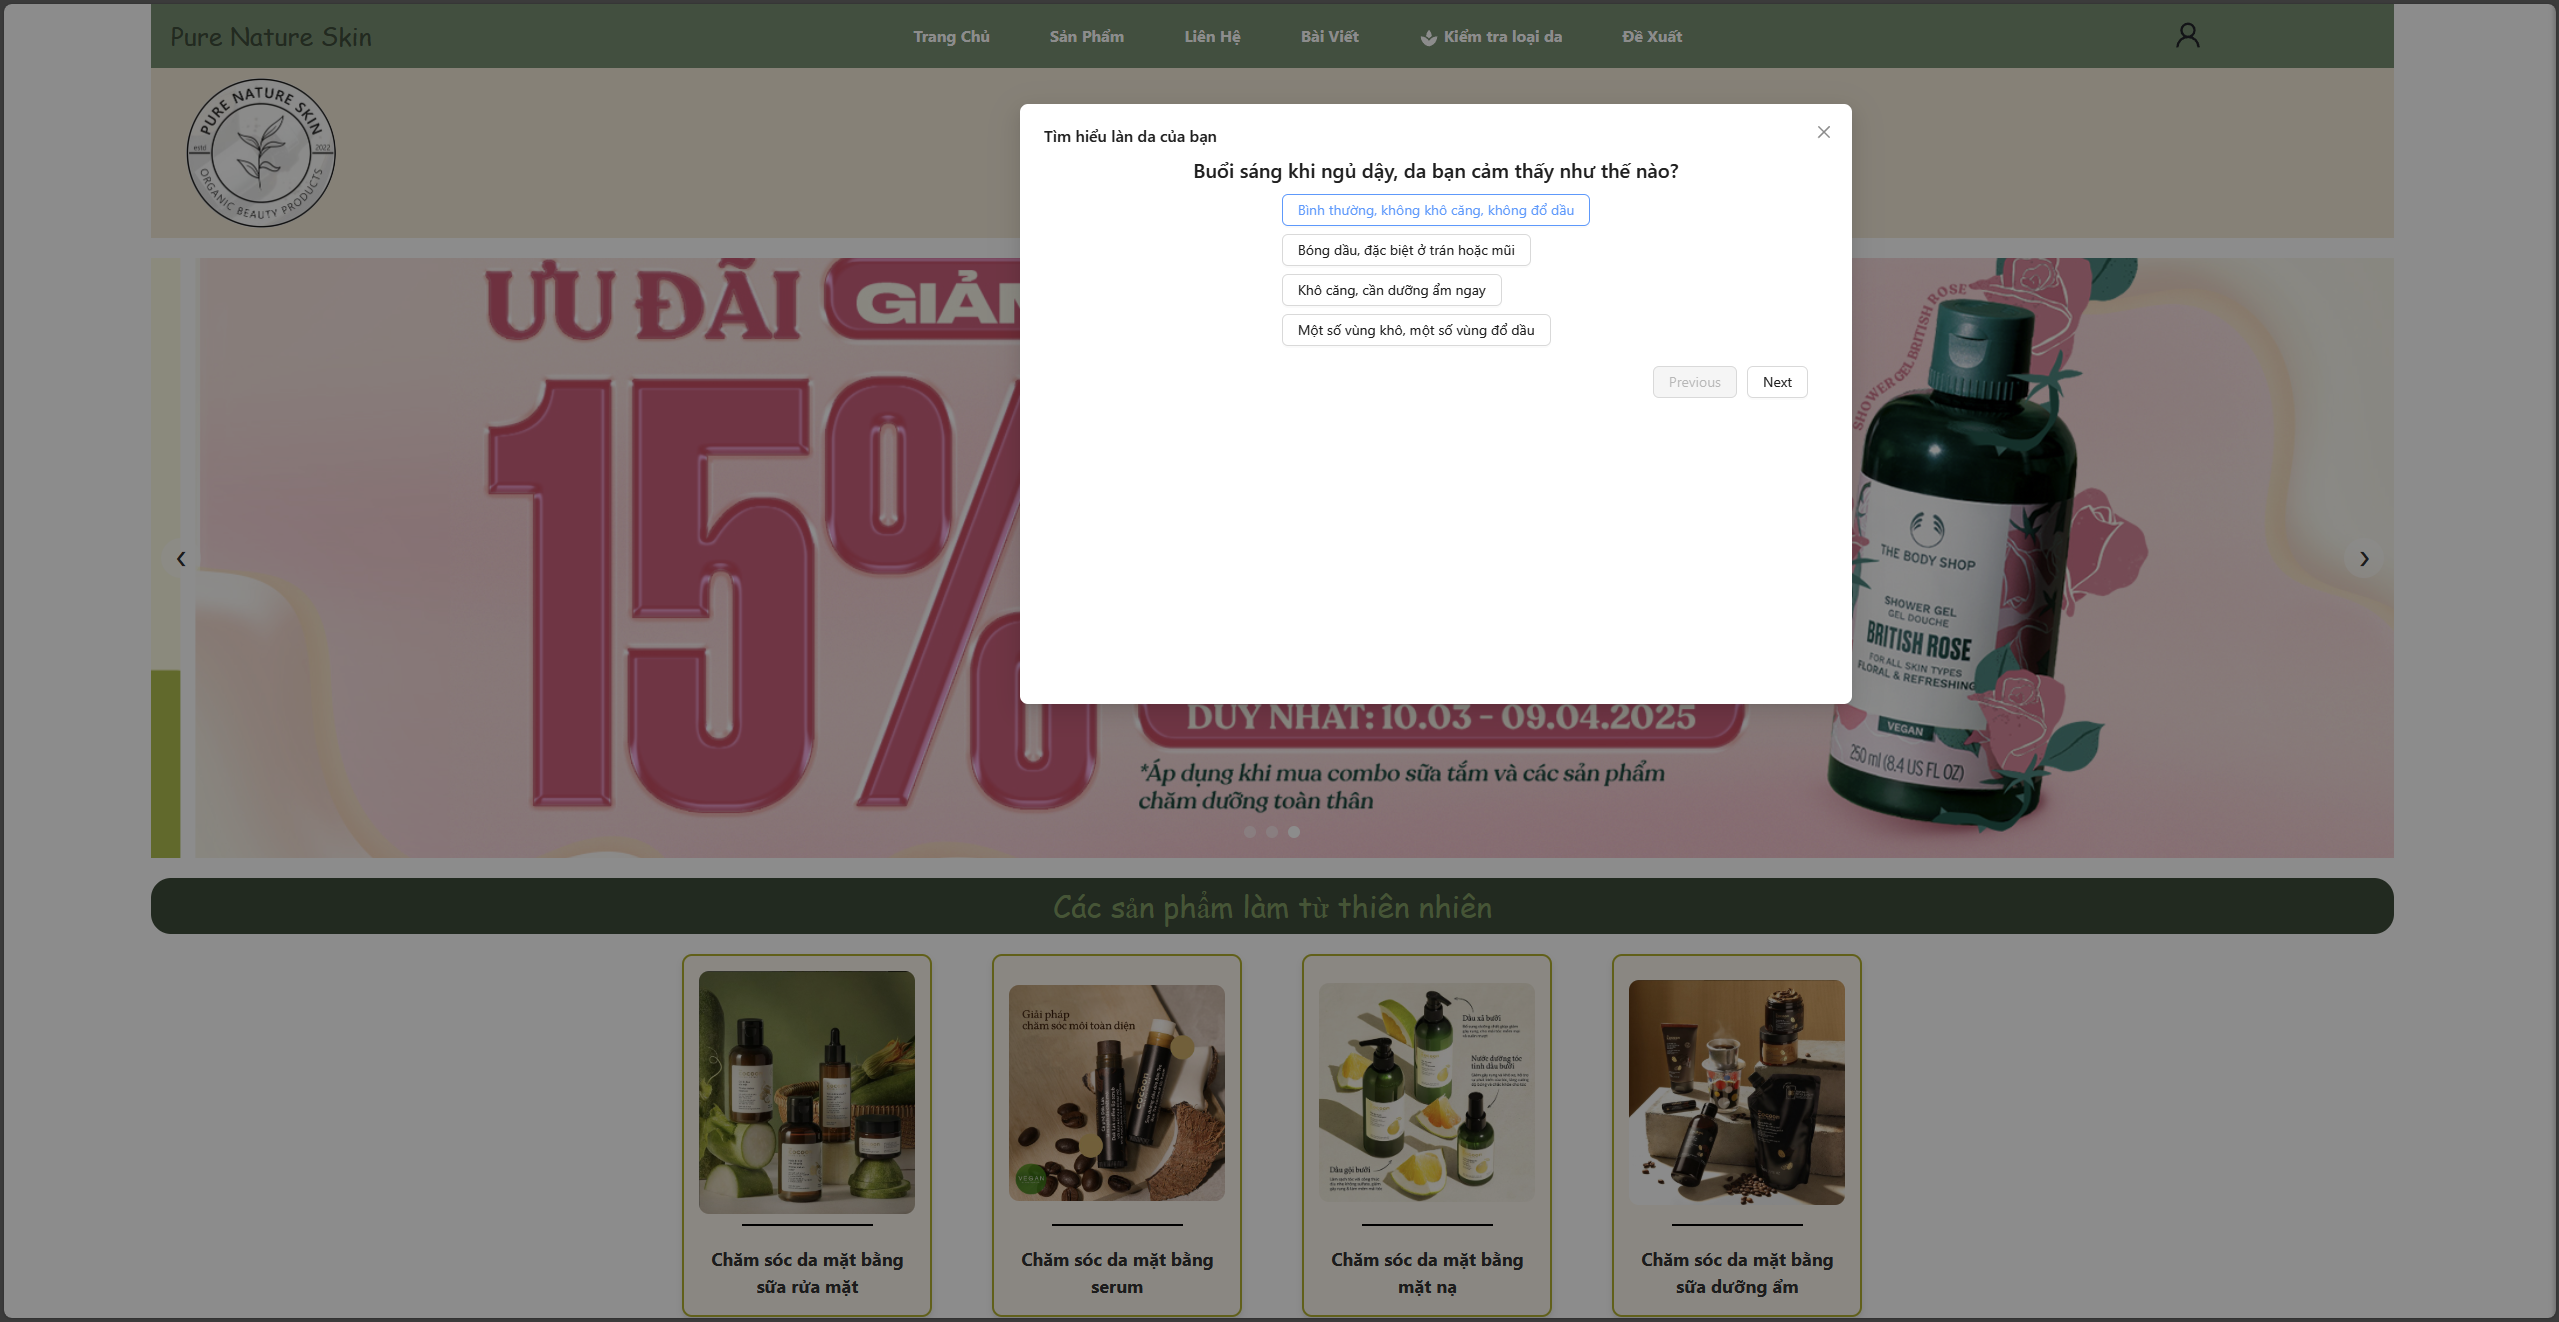 Pure Nature Skin
Trang Chủ
Sản Phẩm
Liên Hệ
Bài Viết
Kiểm tra loại da
Đề Xuất
PURE NATURE SKIN
estd
2022
ORGANIC BEAUTY PRODUCTS
Tìm hiểu làn da của bạn
Buổi sáng khi ngủ dậy, da bạn cảm thấy như thế nào?
Bình thường, không khô căng, không đổ dầu
Bóng dầu, đặc biệt ở trán hoặc mũi
Khô căng, cần dưỡng ẩm ngay
Một số vùng khô, một số vùng đổ dầu
Previous
Next
ƯU ĐÃI
GIẢM
15%
DUY NHẤT: 10.03 - 09.04.2025
*Áp dụng khi mua combo sữa tắm và các sản phẩm
chăm dưỡng toàn thân
SHOWER GEL BRITISH ROSE
THE BODY SHOP
SHOWER GEL
GEL DOUCHE
BRITISH ROSE
FOR ALL SKIN TYPES
FLORAL & REFRESHING
VEGAN
250 ml (8.4 US FL OZ)
Các sản phẩm làm từ thiên nhiên
Giải pháp
chăm sóc môi toàn diện
cocoon
VEGAN
Dầu xả bưởi
Nước dưỡng tóc
tinh dầu bưởi
Dầu gội bưởi
Chăm sóc da mặt bằng
sữa rửa mặt
Chăm sóc da mặt bằng
serum
Chăm sóc da mặt bằng
mặt nạ
Chăm sóc da mặt bằng
sữa dưỡng ẩm